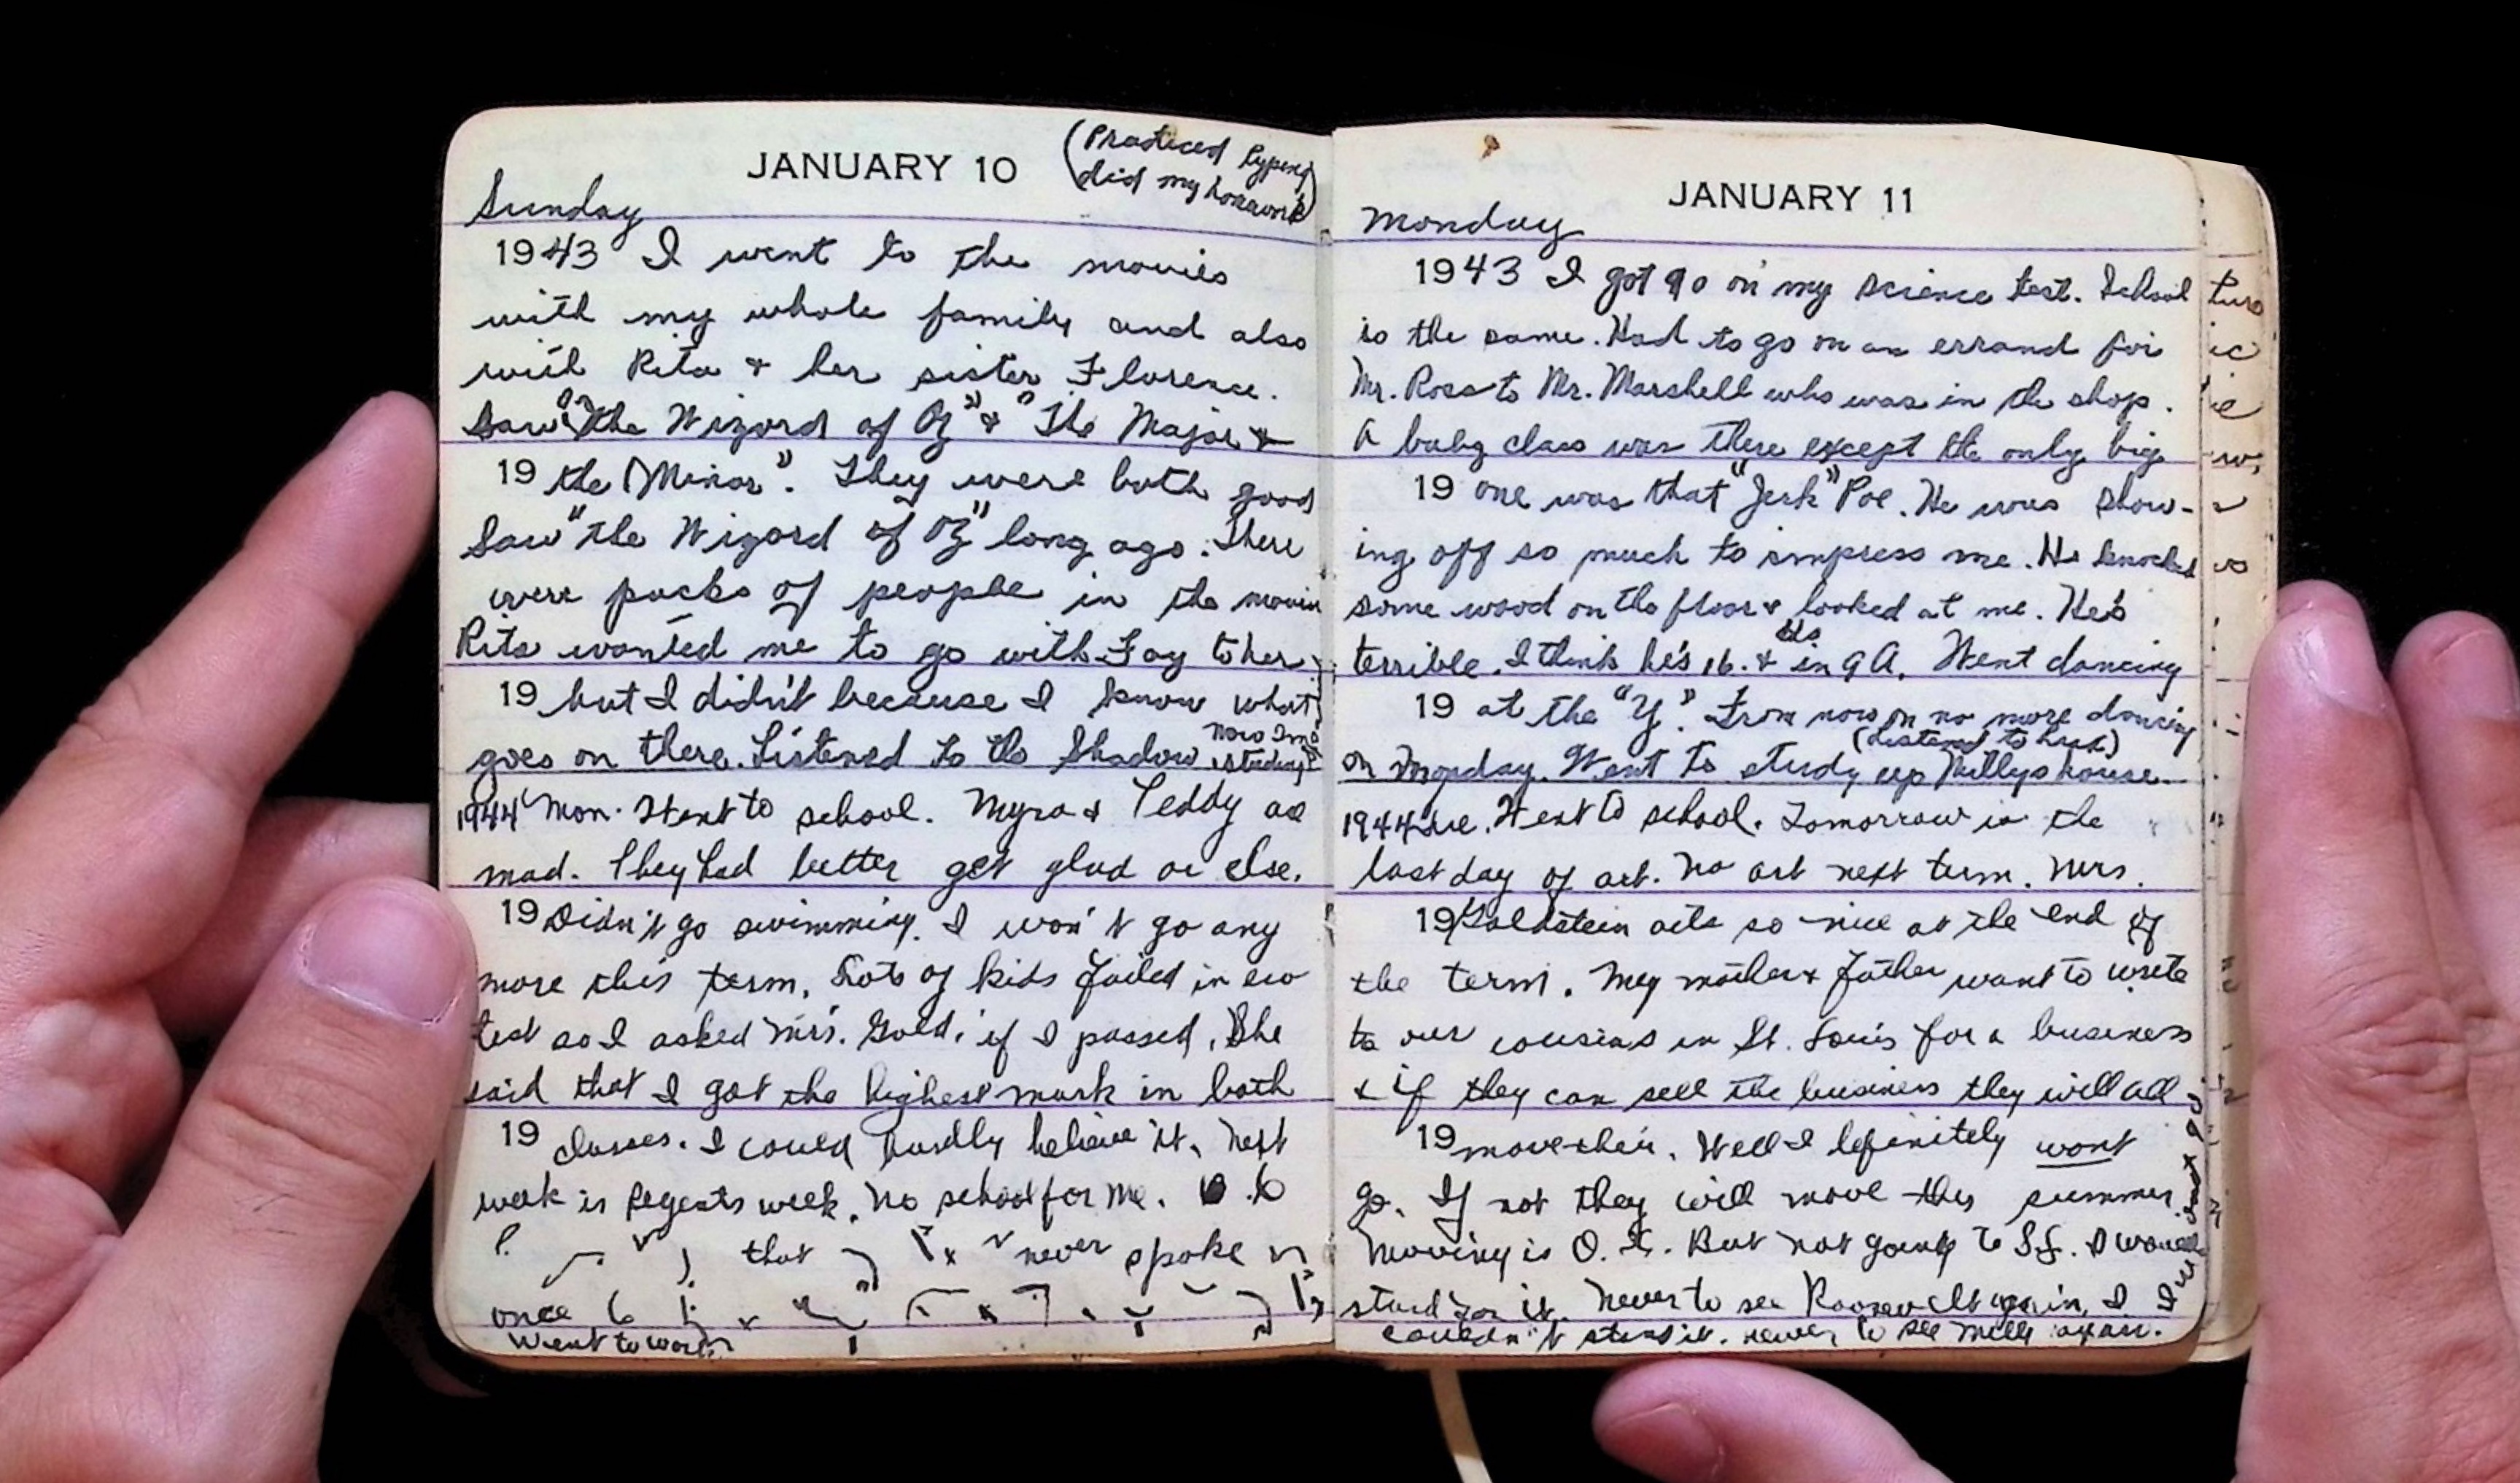 JANUARY 10
(Practiced typing
did my homework)
Sunday
1943 I went to the movies
with my whole family and also
with Rita & her sister Florence.
Saw "the Wizard of Oz" & "The Major &
19 the Minor". They were both good
Saw "the Wizard of Oz" long ago. There
were packs of people in the movie
Rita wanted me to go with Fay to her
19 but I didn't because I know what
goes on there. Listened to the Shadow
Now Im
studying
1944 Mon. Went to school. Myra & Teddy are
mad. They had better get glad or else.
19 Didn't go swimming. I won't go any
more this term. Lots of kids failed in eco
test so I asked Mrs. Gold. if I passed. She
said that I got the highest mark in both
19 classes. I could hardly believe it. Next
week is Regents week. No school for me.
that never spoke
once
Went to work
JANUARY 11
Monday
1943 I got 90 on my science test. School
is the same. Had to go on an errand for
Mr. Ross to Mr. Marshell who was in the shop.
A baby class was there except the only big
19 one was that "Jerk" Poe. He was show-
ing off so much to impress me. He knocked
some wood on the floor & looked at me. He's
terrible. I think he's 16. & is in 9A. Went dancing
19 at the "Y". From now on no more dancing
(listened to Lux)
on Monday. Went to study up Millys house.
1944 Tue. Went to school. Tomorrow is the
last day of art. No art next term. Mrs.
19 Goldstein acts so nice at the end of
the term. My mother & father want to write
to our cousins in St. Louis for a business
& if they can sell the business they will all
19 move their. Well I definitely wont
go. If not they will move this summer.
Moving is O.K. But not going to S.L. I wouldn't
stand for it. Never to see Roosevelt again, I
couldn't stand it. never to see Milly again.
I just